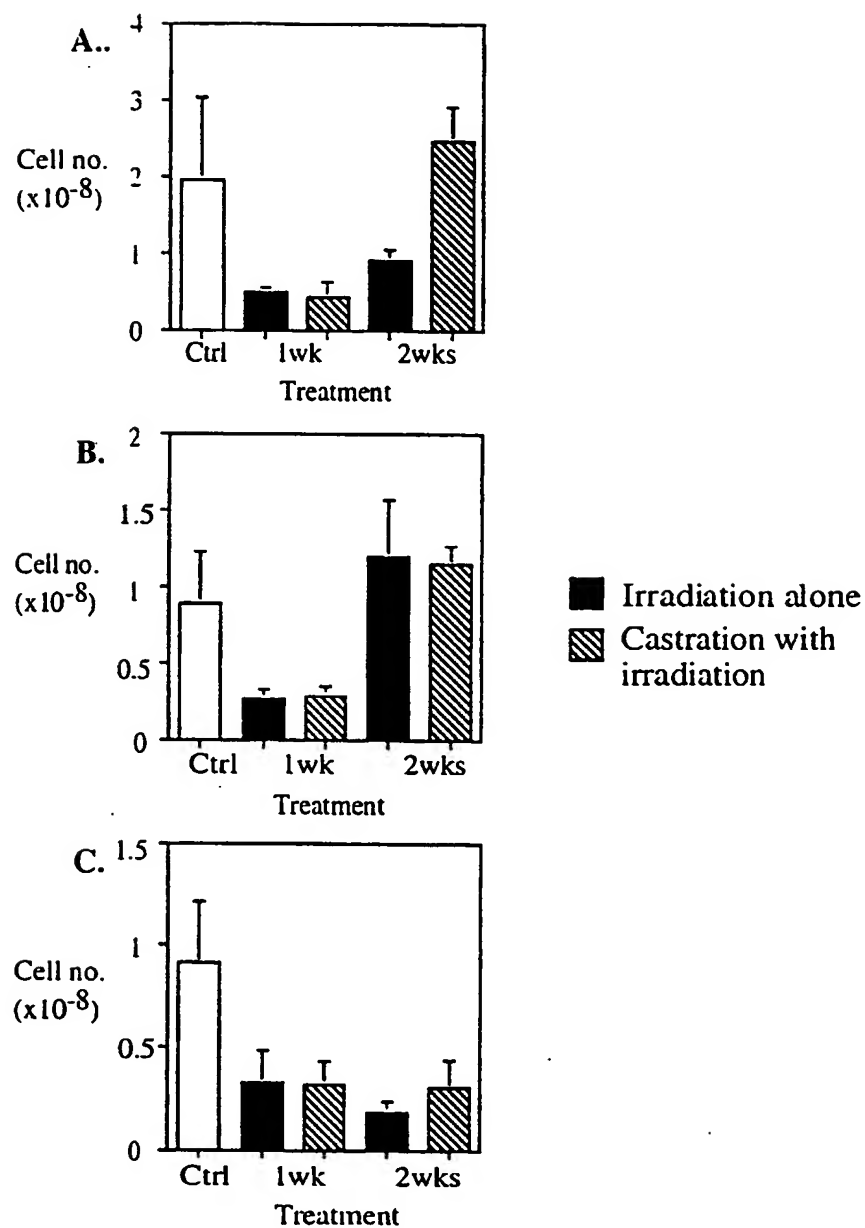 A..
4
3
2
1
0
Cell no.
(x10-8)
Ctrl 1wk 2wks
Treatment
B.
2
1.5
1
0.5
0
Cell no.
(x10-8)
Ctrl 1wk 2wks
Treatment
Irradiation alone
Castration with
irradiation
C.
1.5
1
0.5
0
Cell no.
(x10-8)
Ctrl 1wk 2wks
Treatment